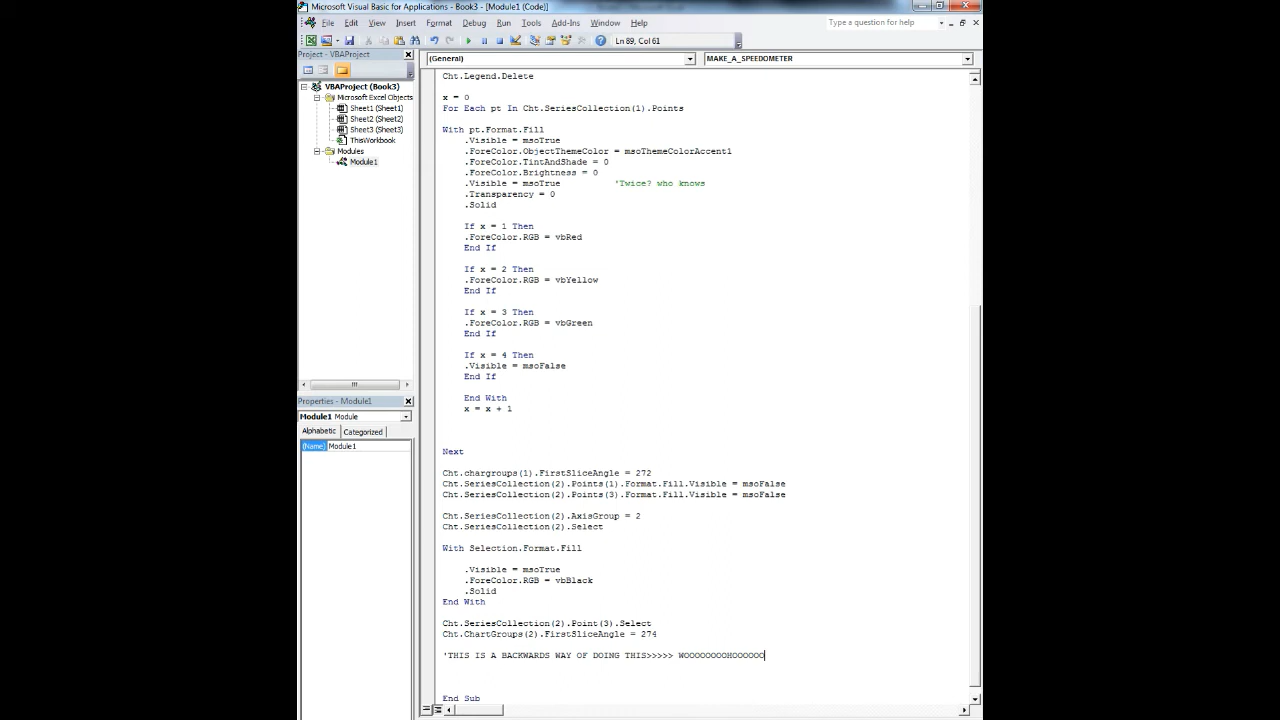 Microsoft Visual Basic for Applications - Book3 - [Module1 (Code)]
File Edit View Insert Format Debug Run Tools Add-Ins Window Help
Type a question for help
Ln 89, Col 61
Project - VBAProject
(General)
MAKE_A_SPEEDOMETER
VBAProject (Book3)
Microsoft Excel Objects
Sheet1 (Sheet1)
Sheet2 (Sheet2)
Sheet3 (Sheet3)
ThisWorkbook
Modules
Module1
Properties - Module1
Module1 Module
Alphabetic Categorized
(Name) Module1
Cht.Legend.Delete
x = 0
For Each pt In Cht.SeriesCollection(1).Points
With pt.Format.Fill
.Visible = msoTrue
.ForeColor.ObjectThemeColor = msoThemeColorAccent1
.ForeColor.TintAndShade = 0
.ForeColor.Brightness = 0
.Visible = msoTrue 'Twice? who knows
.Transparency = 0
.Solid
If x = 1 Then
.ForeColor.RGB = vbRed
End If
If x = 2 Then
.ForeColor.RGB = vbYellow
End If
If x = 3 Then
.ForeColor.RGB = vbGreen
End If
If x = 4 Then
.Visible = msoFalse
End If
End With
x = x + 1
Next
Cht.chargroups(1).FirstSliceAngle = 272
Cht.SeriesCollection(2).Points(1).Format.Fill.Visible = msoFalse
Cht.SeriesCollection(2).Points(3).Format.Fill.Visible = msoFalse
Cht.SeriesCollection(2).AxisGroup = 2
Cht.SeriesCollection(2).Select
With Selection.Format.Fill
.Visible = msoTrue
.ForeColor.RGB = vbBlack
.Solid
End With
Cht.SeriesCollection(2).Point(3).Select
Cht.ChartGroups(2).FirstSliceAngle = 274
'THIS IS A BACKWARDS WAY OF DOING THIS>>>>> WOOOOOOOOHOOOOOO
End Sub